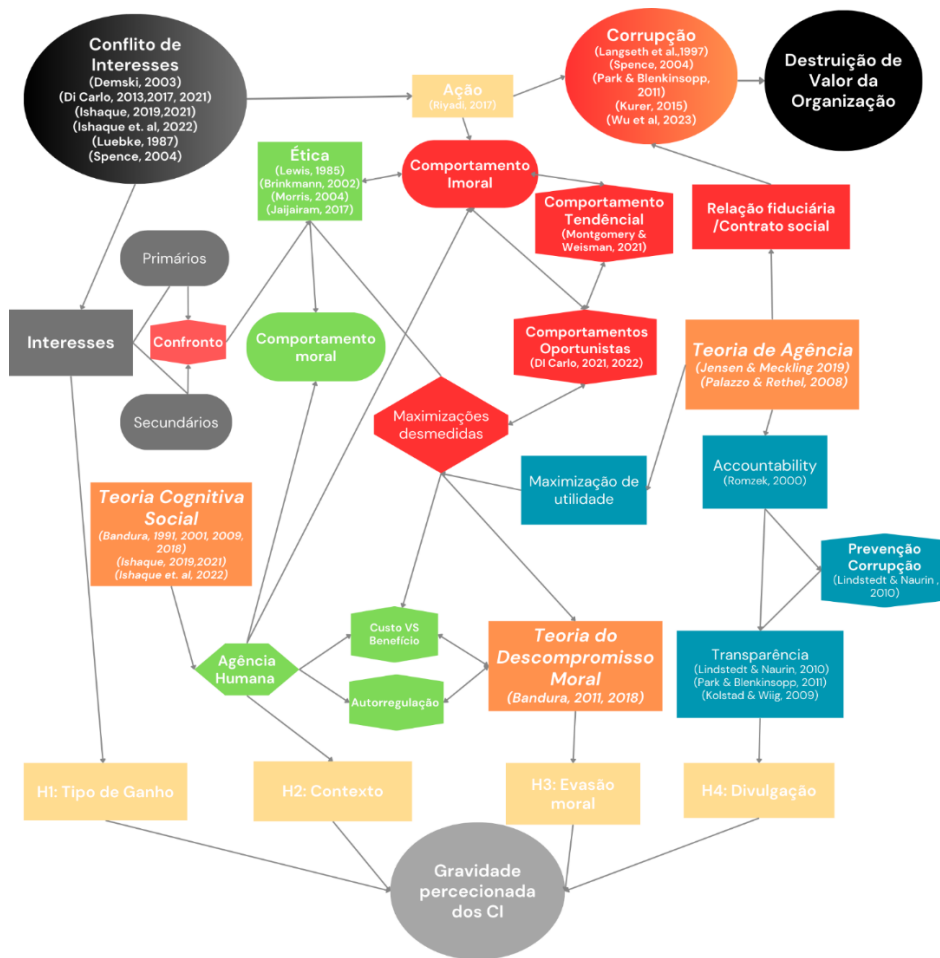 Conflito de
Interesses
(Demski, 2003)
(Di Carlo, 2013,2017, 2021)
(Ishaque, 2019,2021)
(Ishaque et. al, 2022)
(Luebke, 1987)
(Spence, 2004)
Ação
(Riyadi, 2017)
Corrupção
(Langseth et al.,1997)
(Spence, 2004)
(Park & Blenkinsopp,
2011)
(Kurer, 2015)
(Wu et al, 2023)
Destruição de
Valor da
Organização
Ética
(Lewis, 1985)
(Brinkmann, 2002)
(Morris, 2004)
(Jaijairam, 2017)
Comportamento
Imoral
Comportamento
Tendêncial
(Montgomery &
Weisman, 2021)
Relação fiduciária
/Contrato social
Primários
Interesses
Confronto
Secundários
Comportamento
moral
Comportamentos
Oportunistas
(DI Carlo, 2021, 2022)
Teoria de Agência
(Jensen & Meckling 2019)
(Palazzo & Rethel, 2008)
Maximizações
desmedidas
Maximização de
utilidade
Accountability
(Romzek, 2000)
Teoria Cognitiva
Social
(Bandura, 1991, 2001, 2009,
2018)
(Ishaque, 2019,2021)
(Ishaque et. al, 2022)
Prevenção
Corrupção
(Lindstedt & Naurin ,
2010)
Agência
Humana
Custo VS
Benefício
Autorregulação
Teoria do
Descompromisso
Moral
(Bandura, 2011, 2018)
Transparência
(Lindstedt & Naurin, 2010)
(Park & Blenkinsopp, 2011)
(Kolstad & Wiig, 2009)
H1: Tipo de Ganho
H2: Contexto
H3: Evasão
moral
H4: Divulgação
Gravidade
percecionada
dos CI